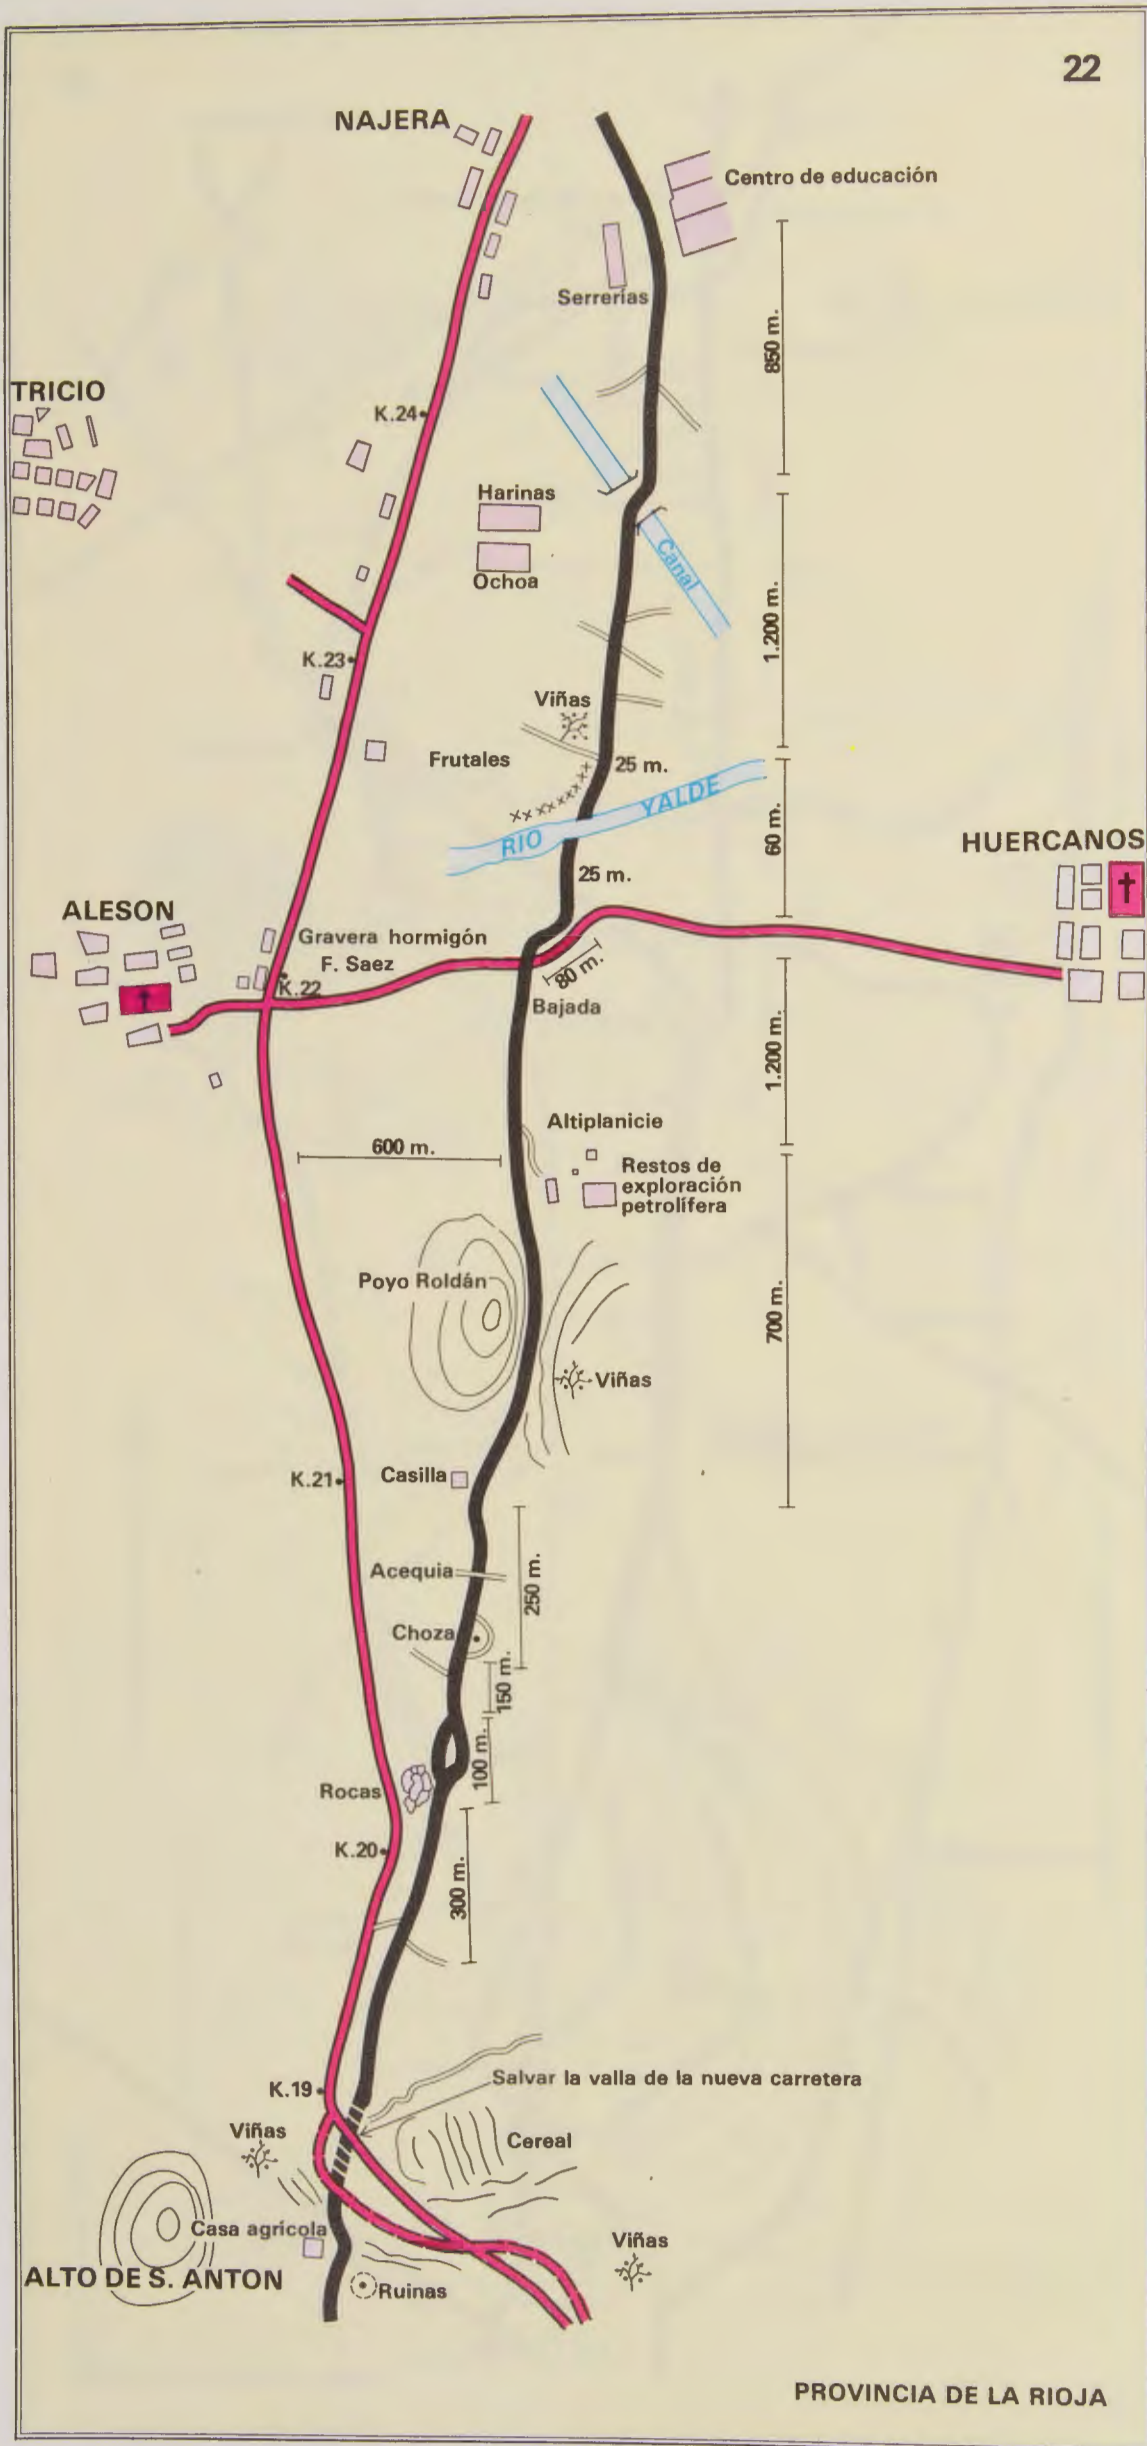 22
NAJERA
Centro de educación
Serrerías
850 m.
TRICIO
K.24
Harinas
Ochoa
Canal
1.200 m.
K.23
Viñas
Frutales
25 m.
RIO YALDE
60 m.
HUERCANOS
25 m.
ALESON
Gravera hormigón
F. Saez
K.22
80 m.
Bajada
1.200 m.
Altiplanicie
600 m.
Restos de
exploración
petrolífera
Poyo Roldán
700 m.
Viñas
K.21
Casilla
Acequia
250 m.
Choza
150 m.
100 m.
Rocas
K.20
300 m.
K.19
Salvar la valla de la nueva carretera
Viñas
Cereal
Casa agrícola
Viñas
ALTO DE S. ANTON
Ruinas
PROVINCIA DE LA RIOJA